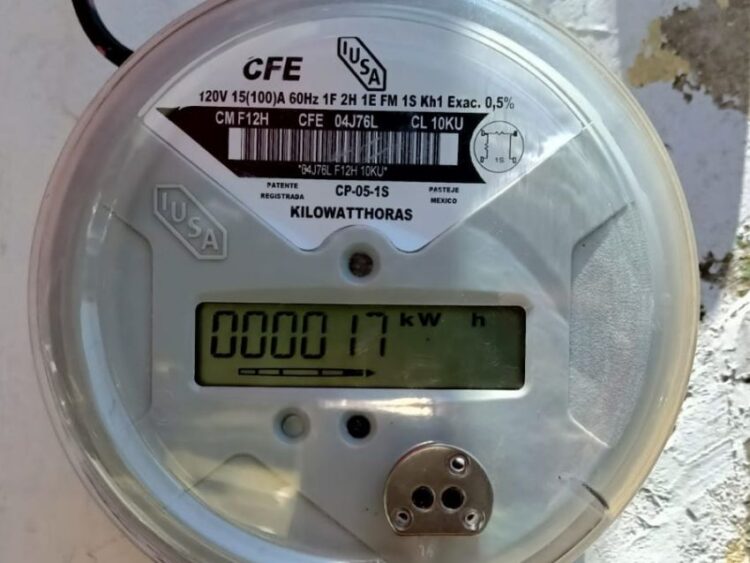 CFE
IUSA
120V 15(100)A 60Hz 1F 2H 1E FM 1S Kh1 Exac. 0,5%
CM F12H CFE 04J76L CL 10KU
*04J76L F12H 10KU*
1S
PATENTE REGISTRADA
CP-05-1S
PASTEJE MEXICO
KILOWATTHORAS
IUSA
000017 kW h